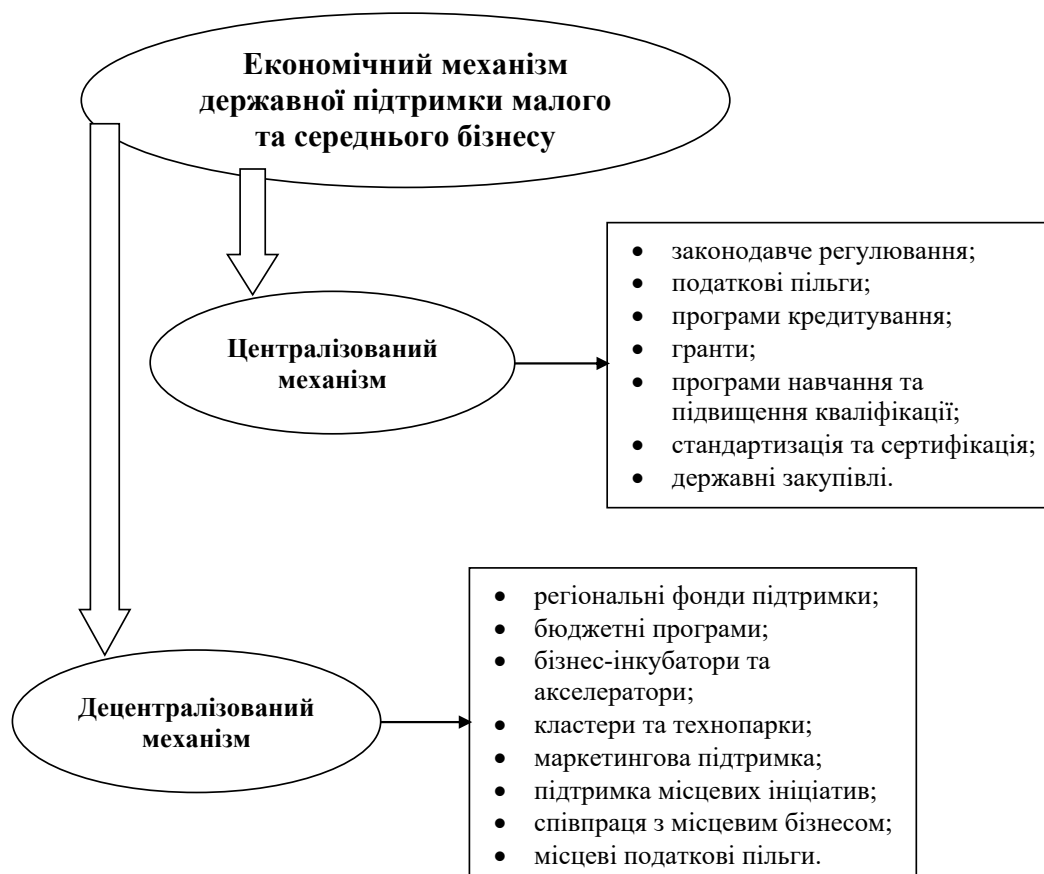 Економічний механізм
державної підтримки малого
та середнього бізнесу
Централізований
механізм
• законодавче регулювання;
• податкові пільги;
• програми кредитування;
• гранти;
• програми навчання та
підвищення кваліфікації;
• стандартизація та сертифікація;
• державні закупівлі.
Децентралізований
механізм
• регіональні фонди підтримки;
• бюджетні програми;
• бізнес-інкубатори та
акселератори;
• кластери та технопарки;
• маркетингова підтримка;
• підтримка місцевих ініціатив;
• співпраця з місцевим бізнесом;
• місцеві податкові пільги.